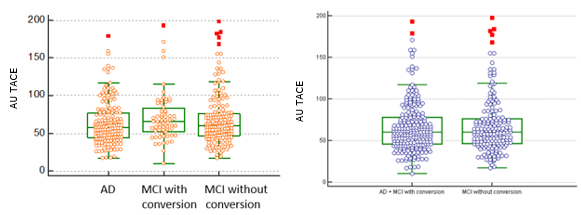 AU TACE
200
150
100
50
0
AD
MCI with conversion
MCI without conversion
AU TACE
200
150
100
50
0
AD + MCI with conversion
MCI without conversion